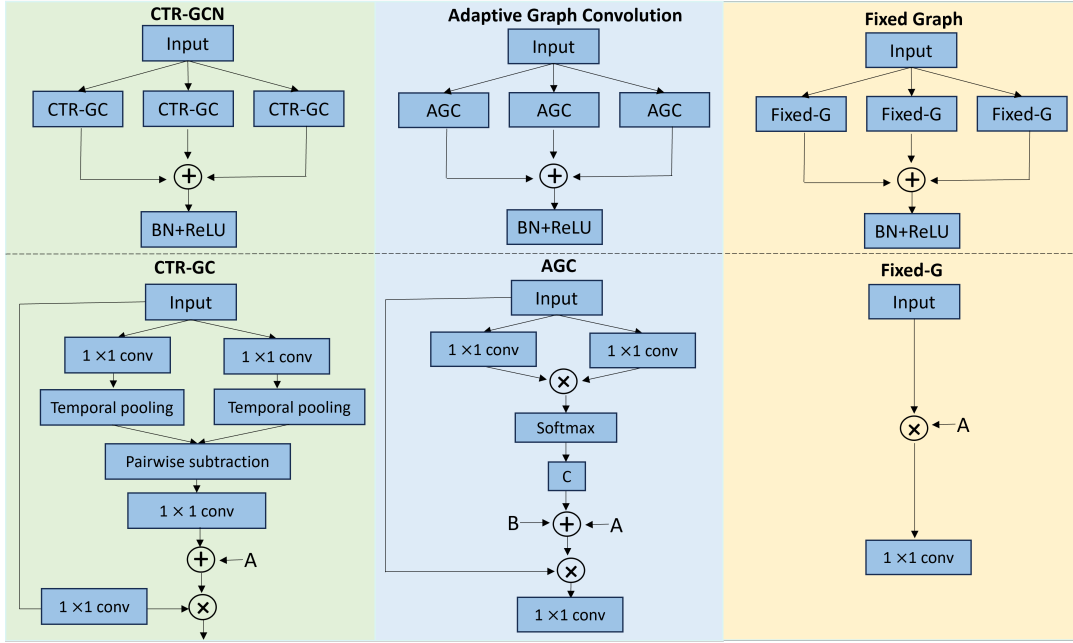 CTR-GCN
Input
CTR-GC
CTR-GC
CTR-GC
+
BN+ReLU
Adaptive Graph Convolution
Input
AGC
AGC
AGC
+
BN+ReLU
Fixed Graph
Input
Fixed-G
Fixed-G
Fixed-G
+
BN+ReLU
CTR-GC
Input
1 ×1 conv
1 ×1 conv
Temporal pooling
Temporal pooling
Pairwise subtraction
1 × 1 conv
+
A
1 ×1 conv
×
AGC
Input
1 ×1 conv
1 ×1 conv
×
Softmax
C
B
+
A
×
1 ×1 conv
Fixed-G
Input
×
A
1 ×1 conv